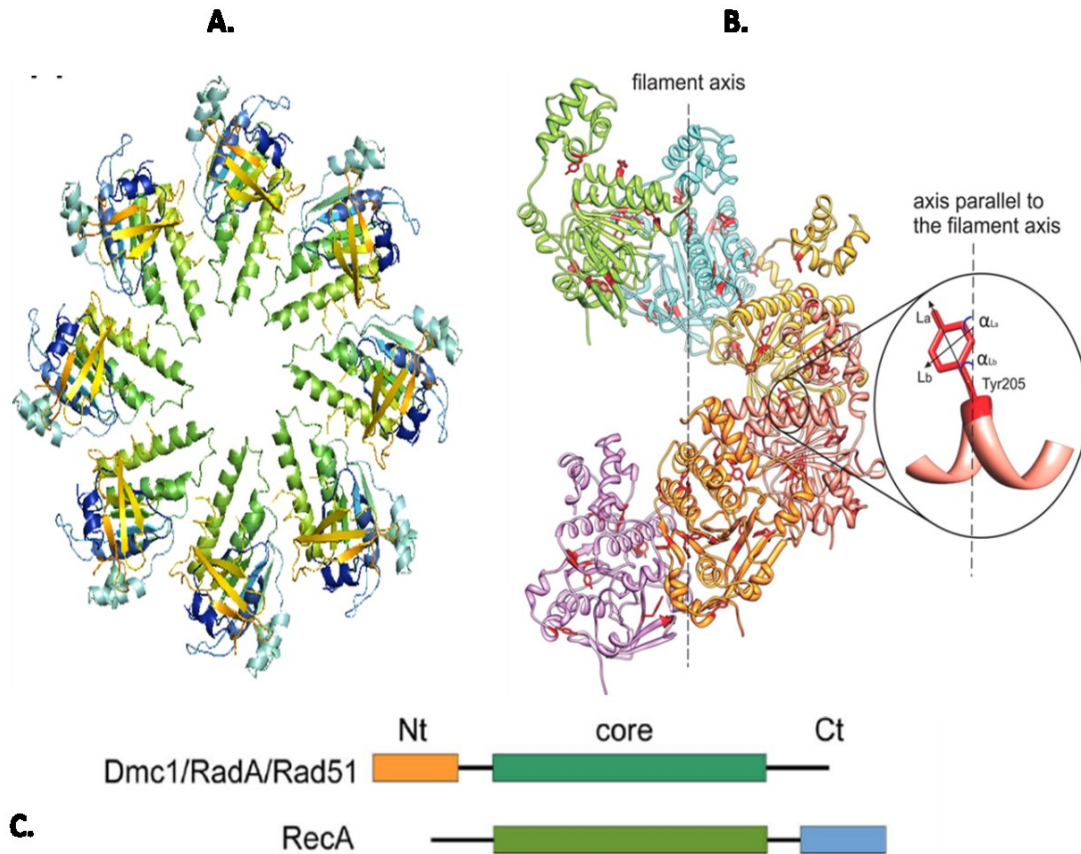 A.
B.
filament axis
axis parallel to
the filament axis
La
αLa
αLb
Lb
Tyr205
Nt
core
Ct
Dmc1/RadA/Rad51
C.
RecA